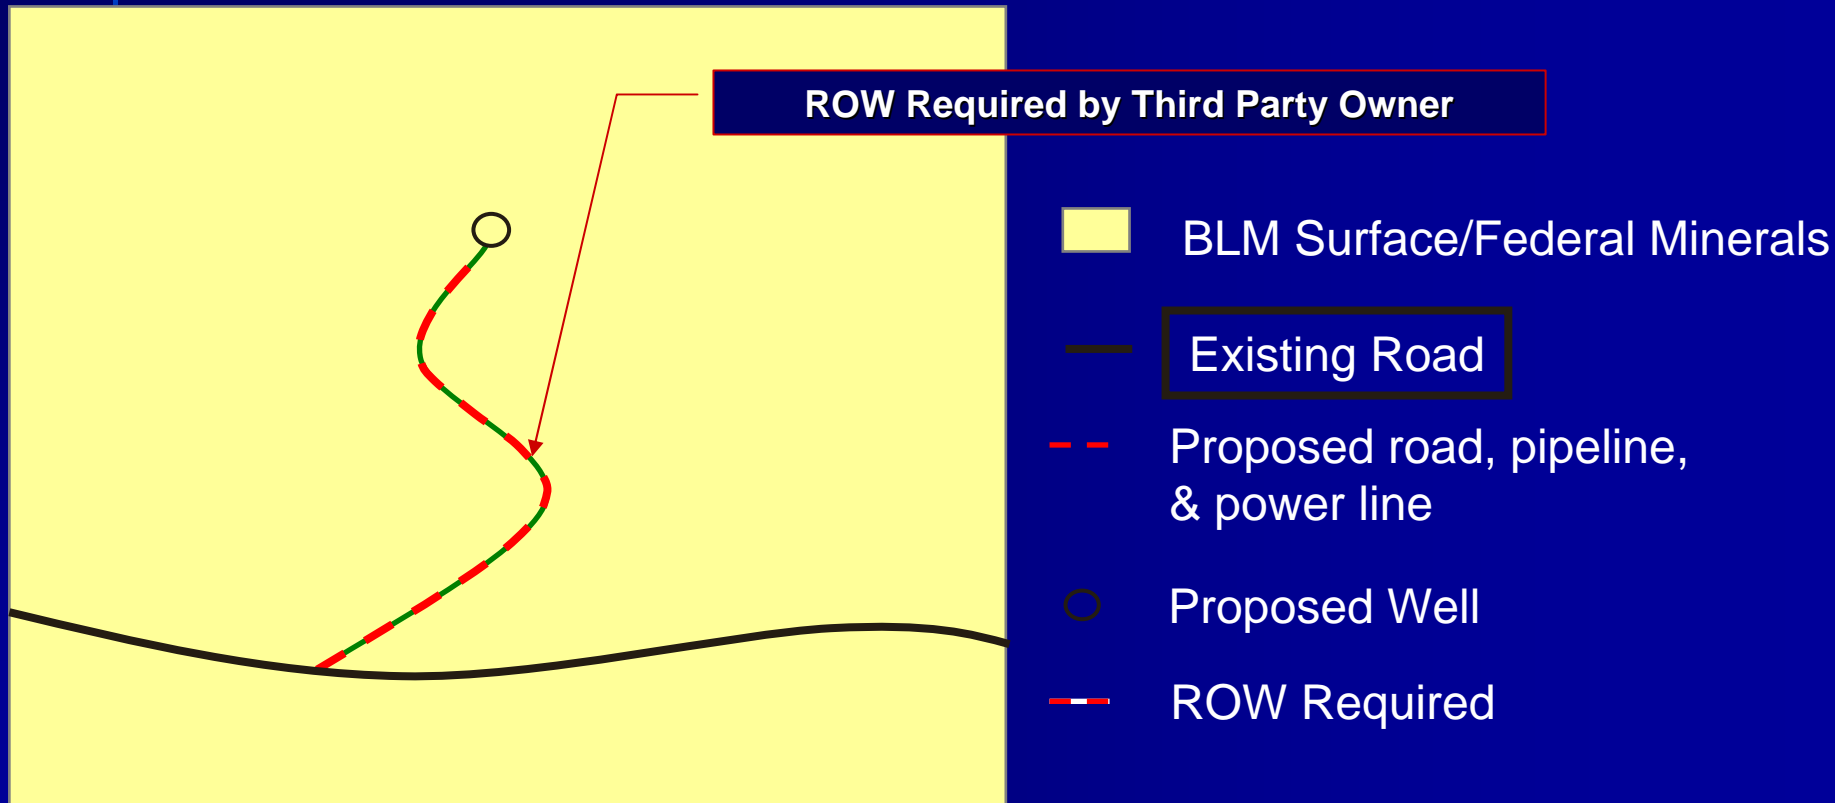 ROW Required by Third Party Owner
BLM Surface/Federal Minerals
Existing Road
Proposed road, pipeline,
& power line
Proposed Well
ROW Required